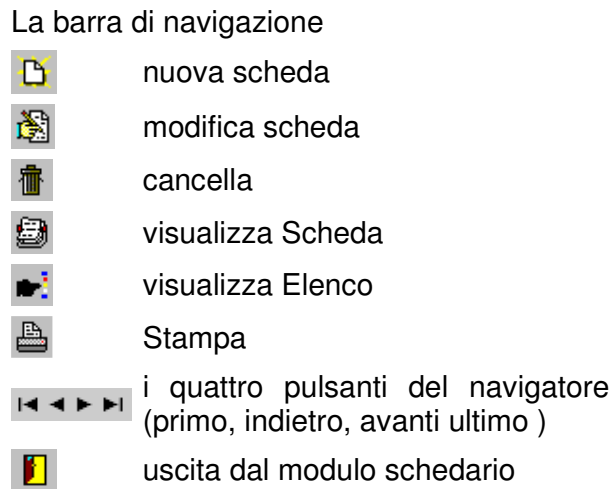 La barra di navigazione
nuova scheda
modifica scheda
cancella
visualizza Scheda
visualizza Elenco
Stampa
i quattro pulsanti del navigatore
(primo, indietro, avanti ultimo )
uscita dal modulo schedario